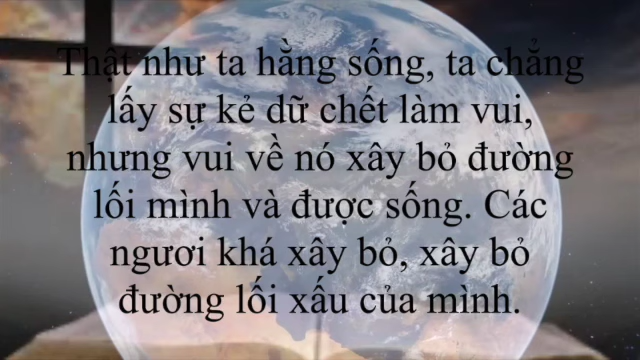 Thật như ta hằng sống, ta chẳng
lấy sự kẻ dữ chết làm vui,
nhưng vui về nó xây bỏ đường
lối mình và được sống. Các
ngươi khá xây bỏ, xây bỏ
đường lối xấu của mình.